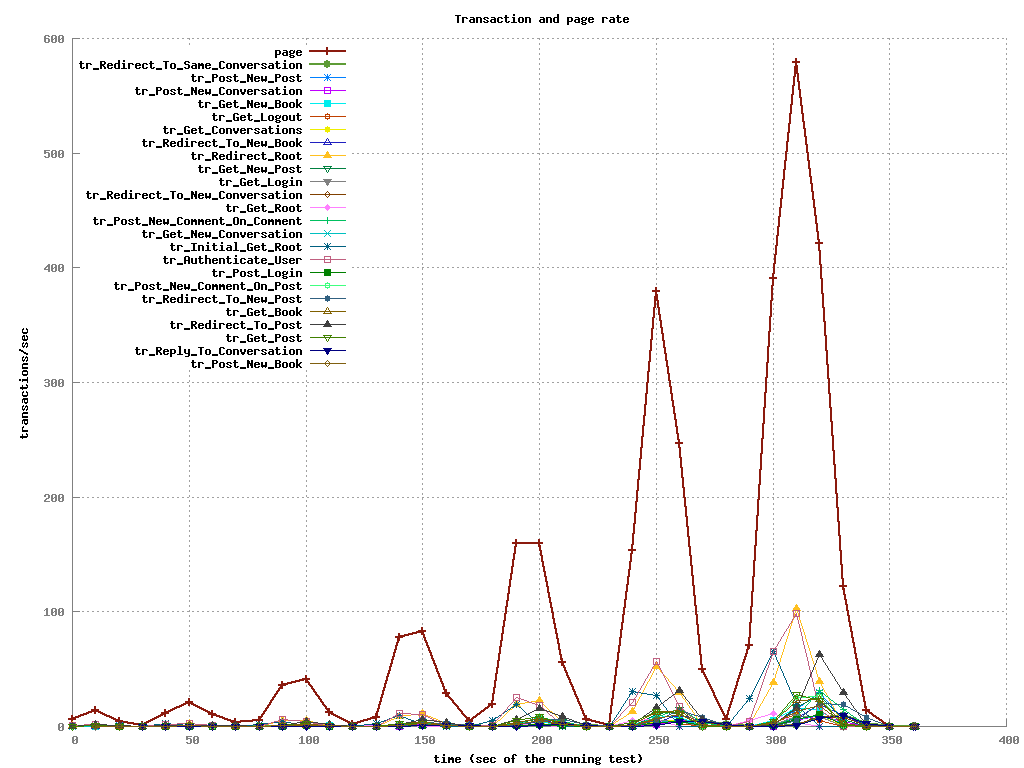 Transaction and page rate
600
500
400
300
200
100
0
transactions/sec
page
tr_Redirect_To_Same_Conversation
tr_Post_New_Post
tr_Post_New_Conversation
tr_Get_New_Book
tr_Get_Logout
tr_Get_Conversations
tr_Redirect_To_New_Book
tr_Redirect_Root
tr_Get_New_Post
tr_Get_Login
tr_Redirect_To_New_Conversation
tr_Get_Root
tr_Post_New_Comment_On_Comment
tr_Get_New_Conversation
tr_Initial_Get_Root
tr_Authenticate_User
tr_Post_Login
tr_Post_New_Comment_On_Post
tr_Redirect_To_New_Post
tr_Get_Book
tr_Redirect_To_Post
tr_Get_Post
tr_Reply_To_Conversation
tr_Post_New_Book
0 50 100 150 200 250 300 350 400
time (sec of the running test)